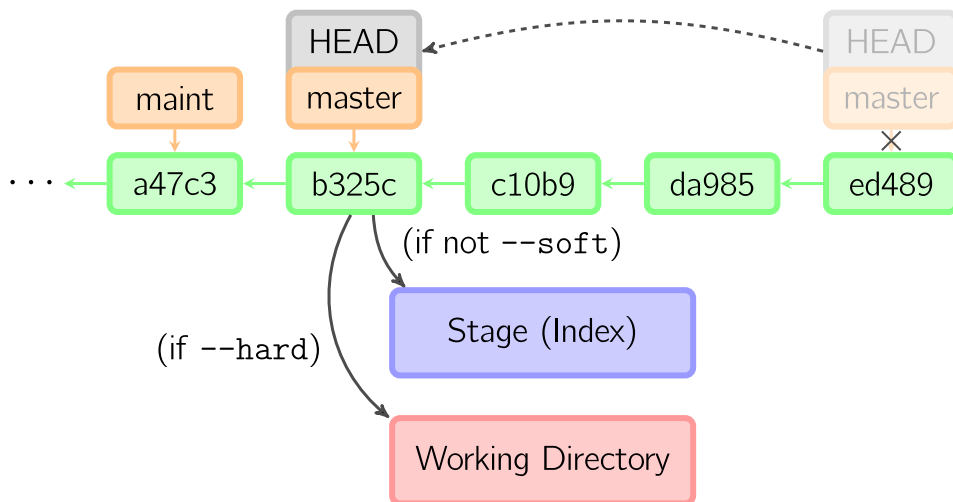 HEAD
HEAD
maint
master
master
...
a47c3
b325c
c10b9
da985
ed489
(if not --soft)
Stage (Index)
(if --hard)
Working Directory